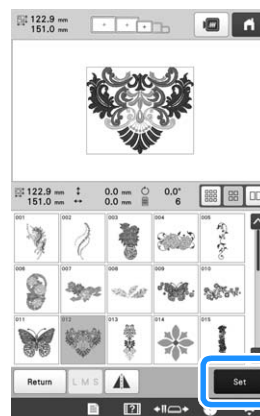 122.9 mm
151.0 mm
122.9 mm 0.0 mm 0.0°
151.0 mm 0.0 mm 6
001 002 003 004 005
006 007 008 009 010
011 012 013 014 015
Return L M S Set